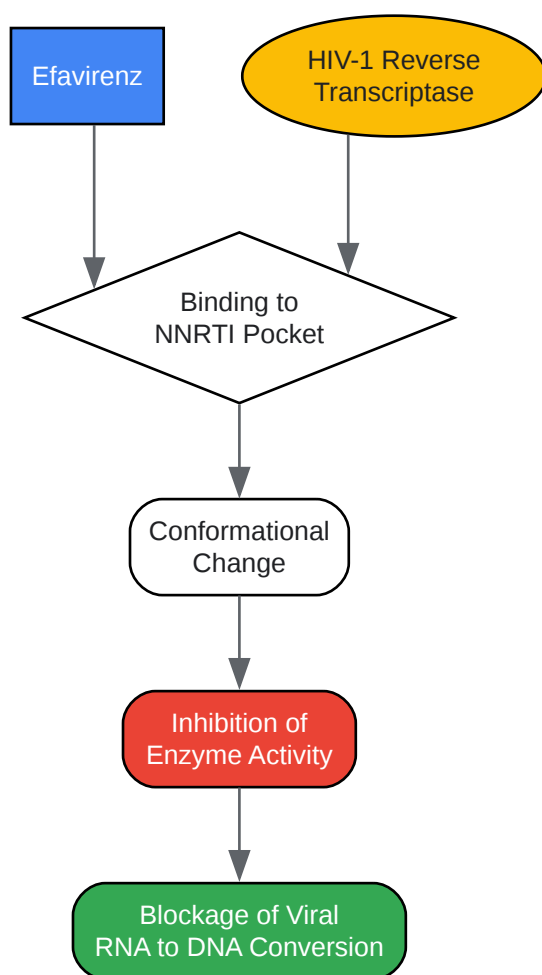 Efavirenz
HIV-1 Reverse
Transcriptase
Binding to
NNRTI Pocket
Conformational
Change
Inhibition of
Enzyme Activity
Blockage of Viral
RNA to DNA Conversion